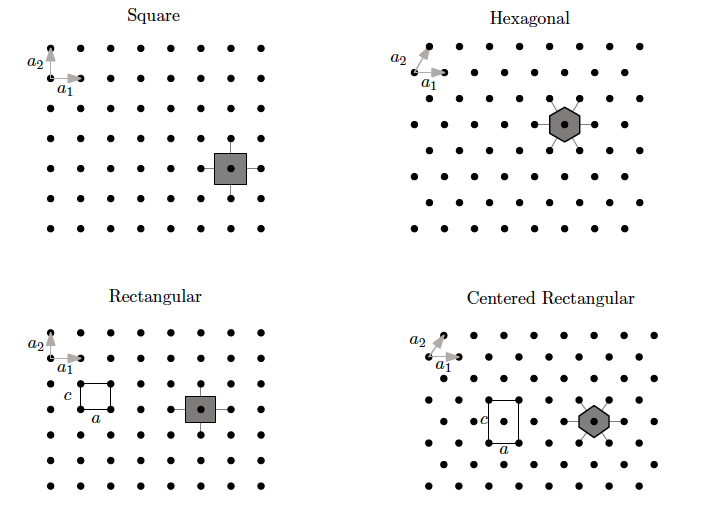 Square
a₂
a₁
Hexagonal
a₂
a₁
Rectangular
a₂
a₁
c
a
Centered Rectangular
a₂
a₁
c
a